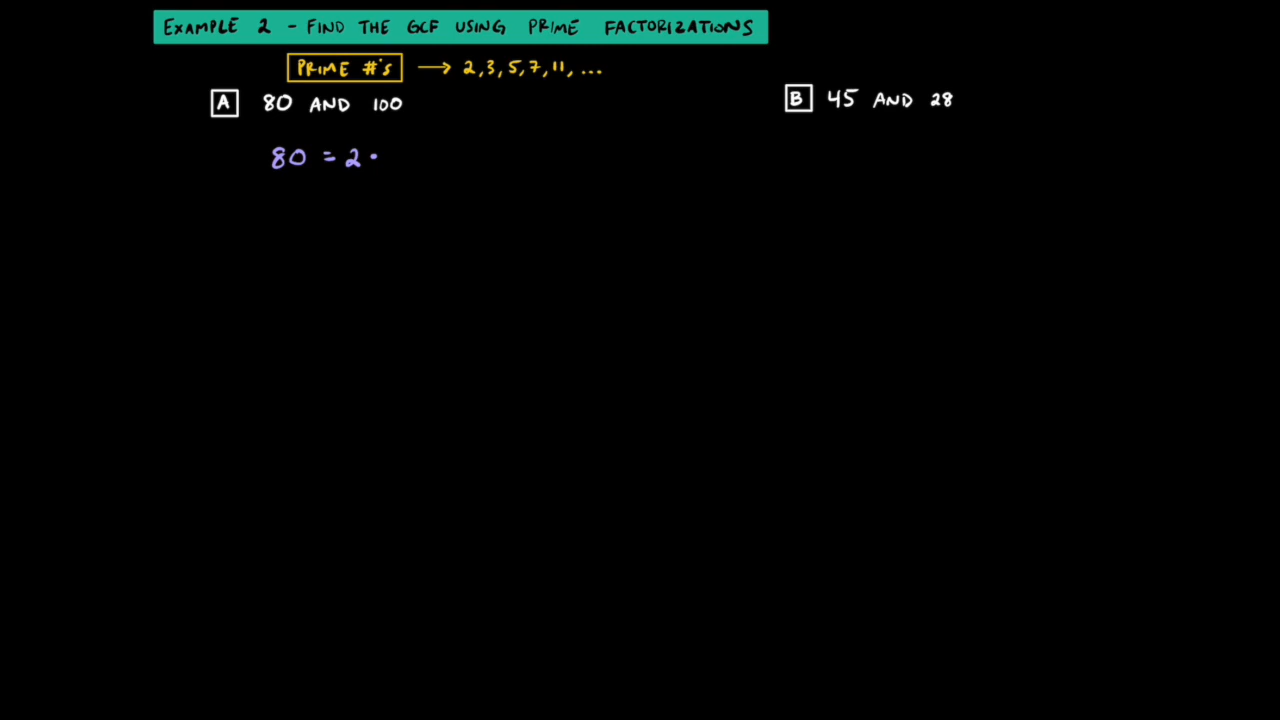 EXAMPLE 2 - FIND THE GCF USING PRIME FACTORIZATIONS
PRIME #'S → 2,3,5,7,11, ...
A 80 AND 100
B 45 AND 28
80 = 2 •